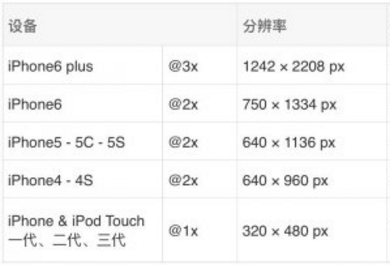 设备 分辨率
iPhone6 plus @3x 1242 × 2208 px
iPhone6 @2x 750 × 1334 px
iPhone5 - 5C - 5S @2x 640 × 1136 px
iPhone4 - 4S @2x 640 × 960 px
iPhone & iPod Touch
一代、二代、三代 @1x 320 × 480 px